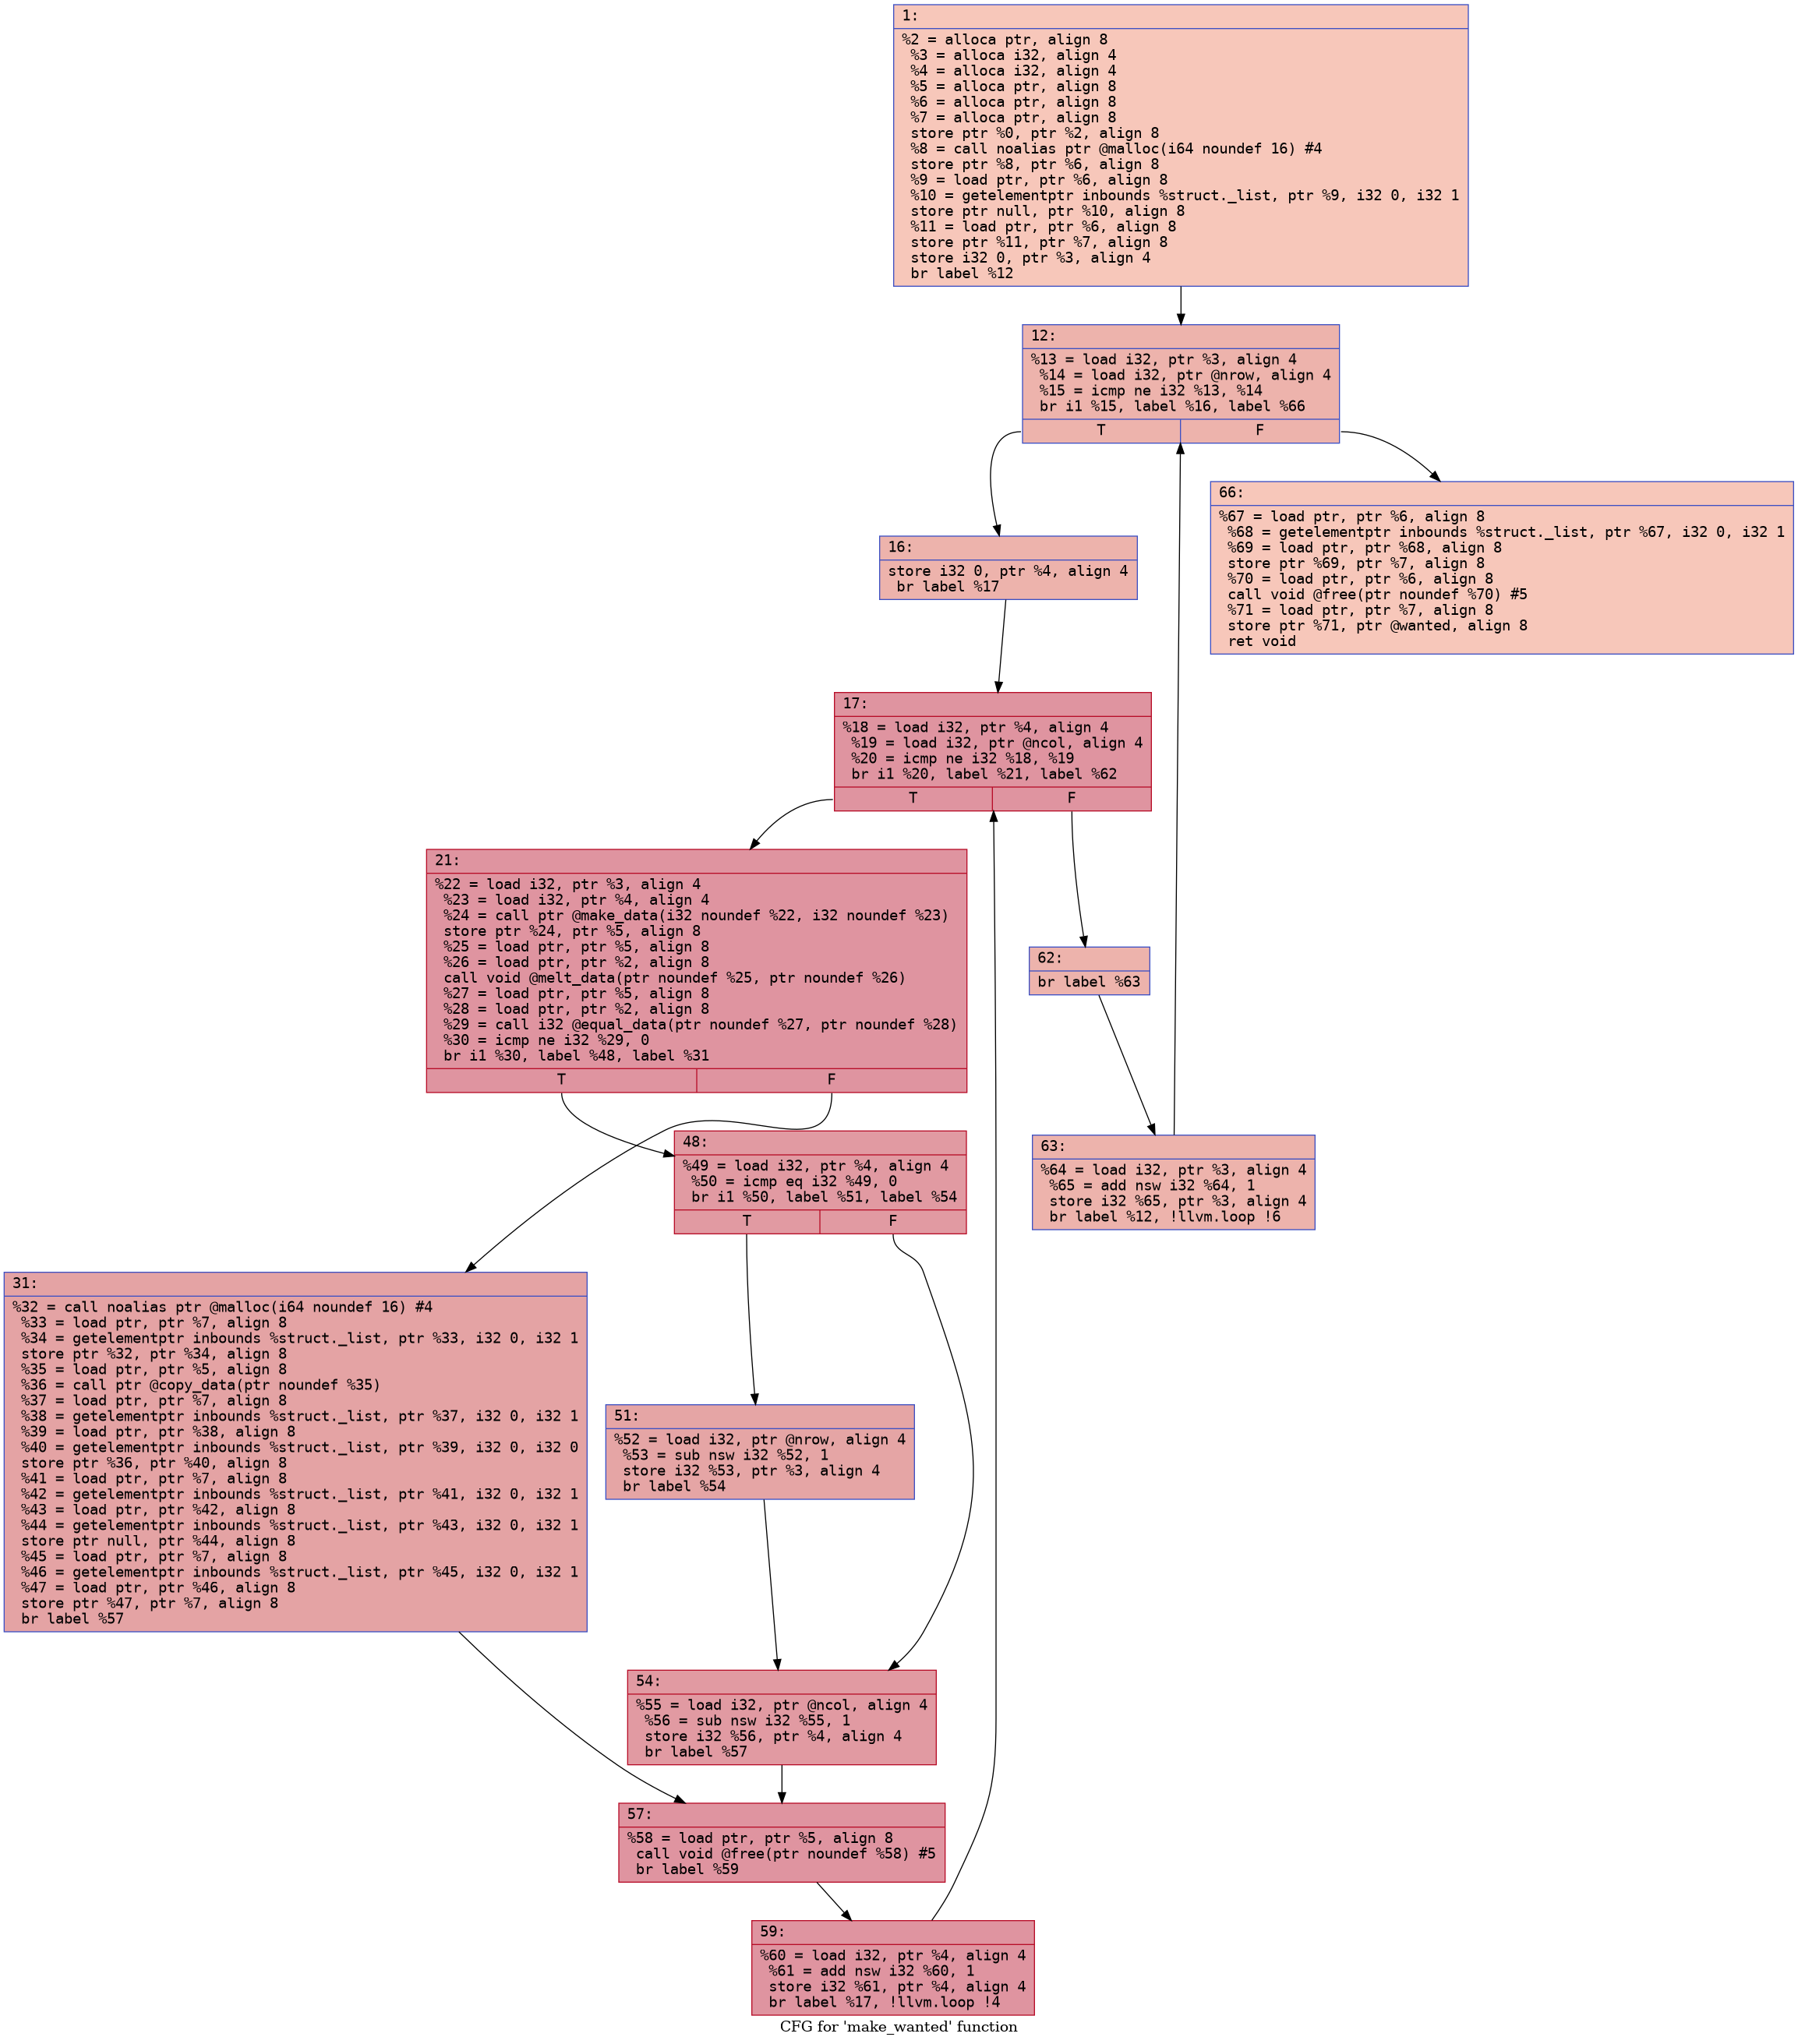 1:
%2 = alloca ptr, align 8
%3 = alloca i32, align 4
%4 = alloca i32, align 4
%5 = alloca ptr, align 8
%6 = alloca ptr, align 8
%7 = alloca ptr, align 8
store ptr %0, ptr %2, align 8
%8 = call noalias ptr @malloc(i64 noundef 16) #4
store ptr %8, ptr %6, align 8
%9 = load ptr, ptr %6, align 8
%10 = getelementptr inbounds %struct._list, ptr %9, i32 0, i32 1
store ptr null, ptr %10, align 8
%11 = load ptr, ptr %6, align 8
store ptr %11, ptr %7, align 8
store i32 0, ptr %3, align 4
br label %12
12:
%13 = load i32, ptr %3, align 4
%14 = load i32, ptr @nrow, align 4
%15 = icmp ne i32 %13, %14
br i1 %15, label %16, label %66
T F
66:
%67 = load ptr, ptr %6, align 8
%68 = getelementptr inbounds %struct._list, ptr %67, i32 0, i32 1
%69 = load ptr, ptr %68, align 8
store ptr %69, ptr %7, align 8
%70 = load ptr, ptr %6, align 8
call void @free(ptr noundef %70) #5
%71 = load ptr, ptr %7, align 8
store ptr %71, ptr @wanted, align 8
ret void
16:
store i32 0, ptr %4, align 4
br label %17
17:
%18 = load i32, ptr %4, align 4
%19 = load i32, ptr @ncol, align 4
%20 = icmp ne i32 %18, %19
br i1 %20, label %21, label %62
T F
21:
%22 = load i32, ptr %3, align 4
%23 = load i32, ptr %4, align 4
%24 = call ptr @make_data(i32 noundef %22, i32 noundef %23)
store ptr %24, ptr %5, align 8
%25 = load ptr, ptr %5, align 8
%26 = load ptr, ptr %2, align 8
call void @melt_data(ptr noundef %25, ptr noundef %26)
%27 = load ptr, ptr %5, align 8
%28 = load ptr, ptr %2, align 8
%29 = call i32 @equal_data(ptr noundef %27, ptr noundef %28)
%30 = icmp ne i32 %29, 0
br i1 %30, label %48, label %31
T F
62:
br label %63
48:
%49 = load i32, ptr %4, align 4
%50 = icmp eq i32 %49, 0
br i1 %50, label %51, label %54
T F
63:
%64 = load i32, ptr %3, align 4
%65 = add nsw i32 %64, 1
store i32 %65, ptr %3, align 4
br label %12, !llvm.loop !6
31:
%32 = call noalias ptr @malloc(i64 noundef 16) #4
%33 = load ptr, ptr %7, align 8
%34 = getelementptr inbounds %struct._list, ptr %33, i32 0, i32 1
store ptr %32, ptr %34, align 8
%35 = load ptr, ptr %5, align 8
%36 = call ptr @copy_data(ptr noundef %35)
%37 = load ptr, ptr %7, align 8
%38 = getelementptr inbounds %struct._list, ptr %37, i32 0, i32 1
%39 = load ptr, ptr %38, align 8
%40 = getelementptr inbounds %struct._list, ptr %39, i32 0, i32 0
store ptr %36, ptr %40, align 8
%41 = load ptr, ptr %7, align 8
%42 = getelementptr inbounds %struct._list, ptr %41, i32 0, i32 1
%43 = load ptr, ptr %42, align 8
%44 = getelementptr inbounds %struct._list, ptr %43, i32 0, i32 1
store ptr null, ptr %44, align 8
%45 = load ptr, ptr %7, align 8
%46 = getelementptr inbounds %struct._list, ptr %45, i32 0, i32 1
%47 = load ptr, ptr %46, align 8
store ptr %47, ptr %7, align 8
br label %57
51:
%52 = load i32, ptr @nrow, align 4
%53 = sub nsw i32 %52, 1
store i32 %53, ptr %3, align 4
br label %54
54:
%55 = load i32, ptr @ncol, align 4
%56 = sub nsw i32 %55, 1
store i32 %56, ptr %4, align 4
br label %57
57:
%58 = load ptr, ptr %5, align 8
call void @free(ptr noundef %58) #5
br label %59
59:
%60 = load i32, ptr %4, align 4
%61 = add nsw i32 %60, 1
store i32 %61, ptr %4, align 4
br label %17, !llvm.loop !4
CFG for 'make_wanted' function